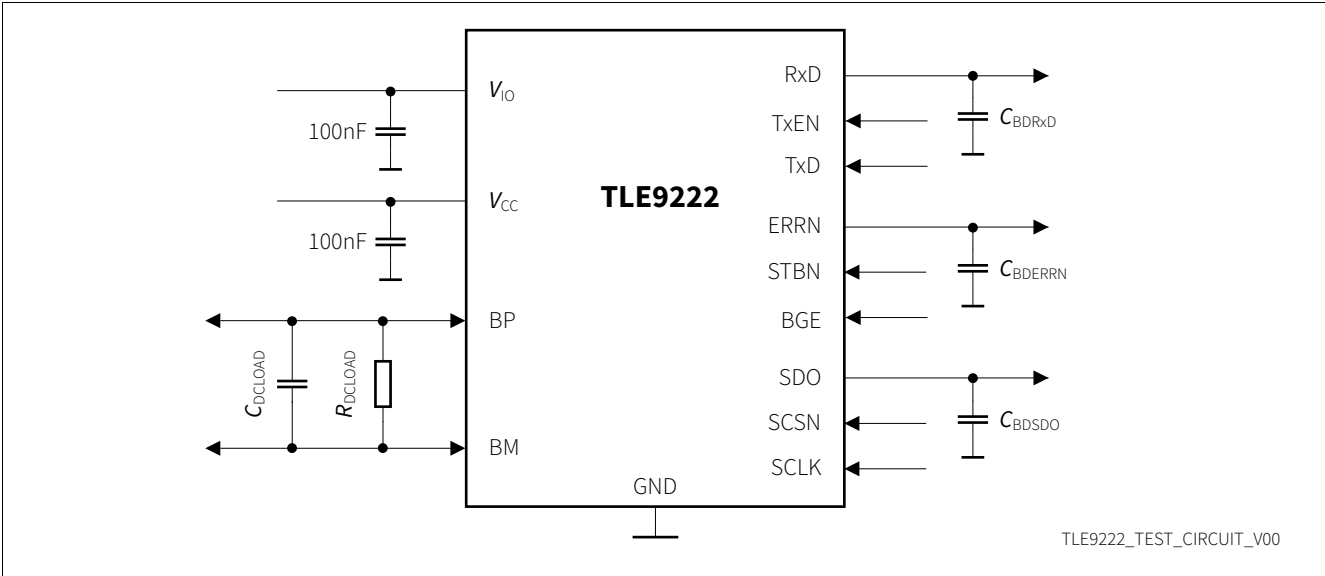 VIO
100nF
VCC
100nF
BP
CDCLOAD
RDCLOAD
BM
TLE9222
GND
RxD
CBDRxD
TxEN
TxD
ERRN
CBDERRN
STBN
BGE
SDO
CBDSDO
SCSN
SCLK
TLE9222_TEST_CIRCUIT_V00